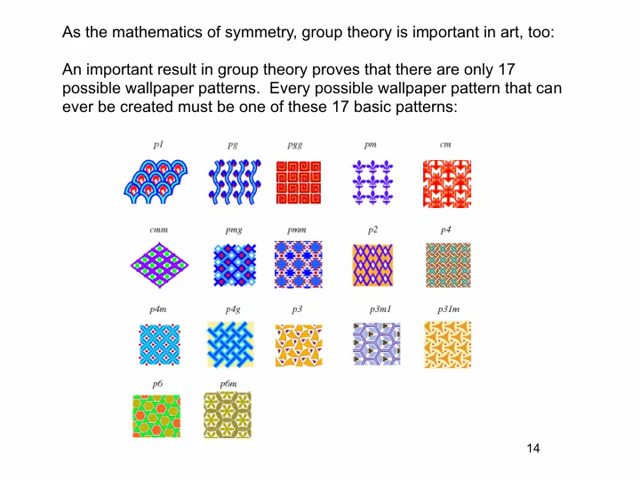 As the mathematics of symmetry, group theory is important in art, too:
An important result in group theory proves that there are only 17
possible wallpaper patterns. Every possible wallpaper pattern that can
ever be created must be one of these 17 basic patterns:
p1 pg pgg pm cm
cmm pmg pmm p2 p4
p4m p4g p3 p3m1 p31m
p6 p6m
14